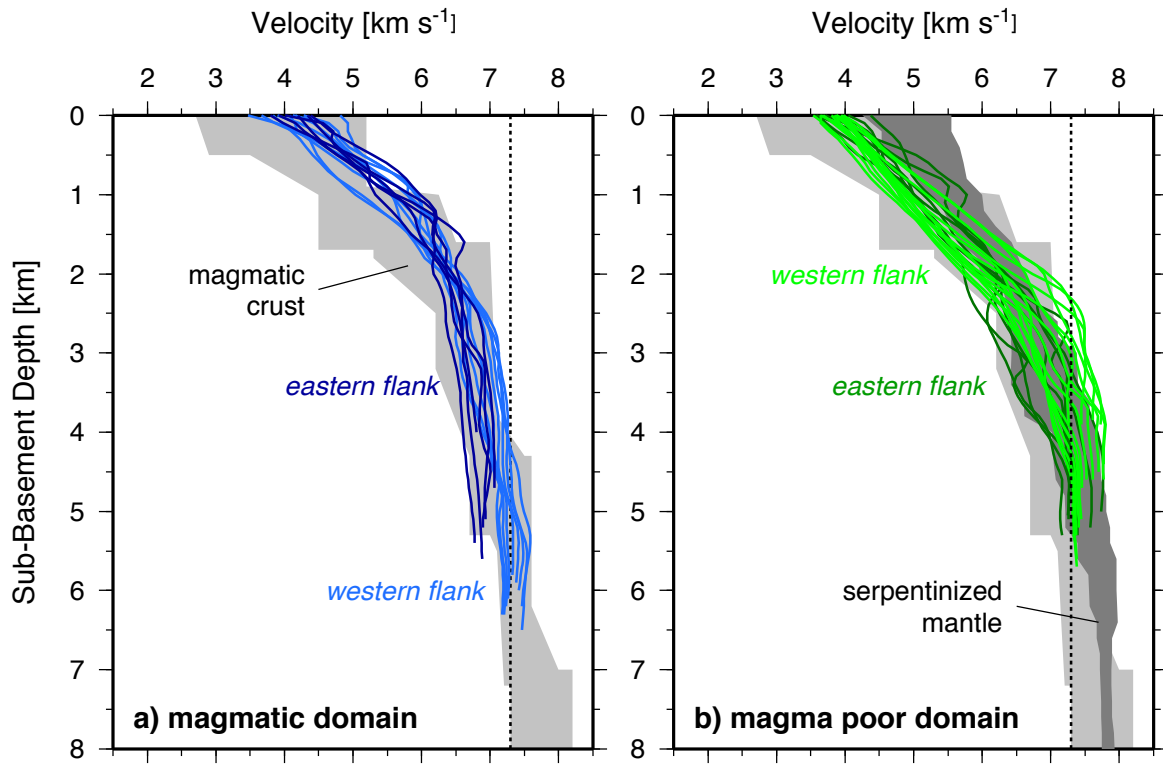 Velocity [km s-1] Velocity [km s-1]
2 3 4 5 6 7 8 2 3 4 5 6 7 8
0 0
1 1
magmatic
crust
western flank
2 2
Sub-Basement Depth [km]
3 3
eastern flank eastern flank
4 4
5 5
western flank
serpentinized
mantle
6 6
7 7
a) magmatic domain b) magma poor domain
8 8